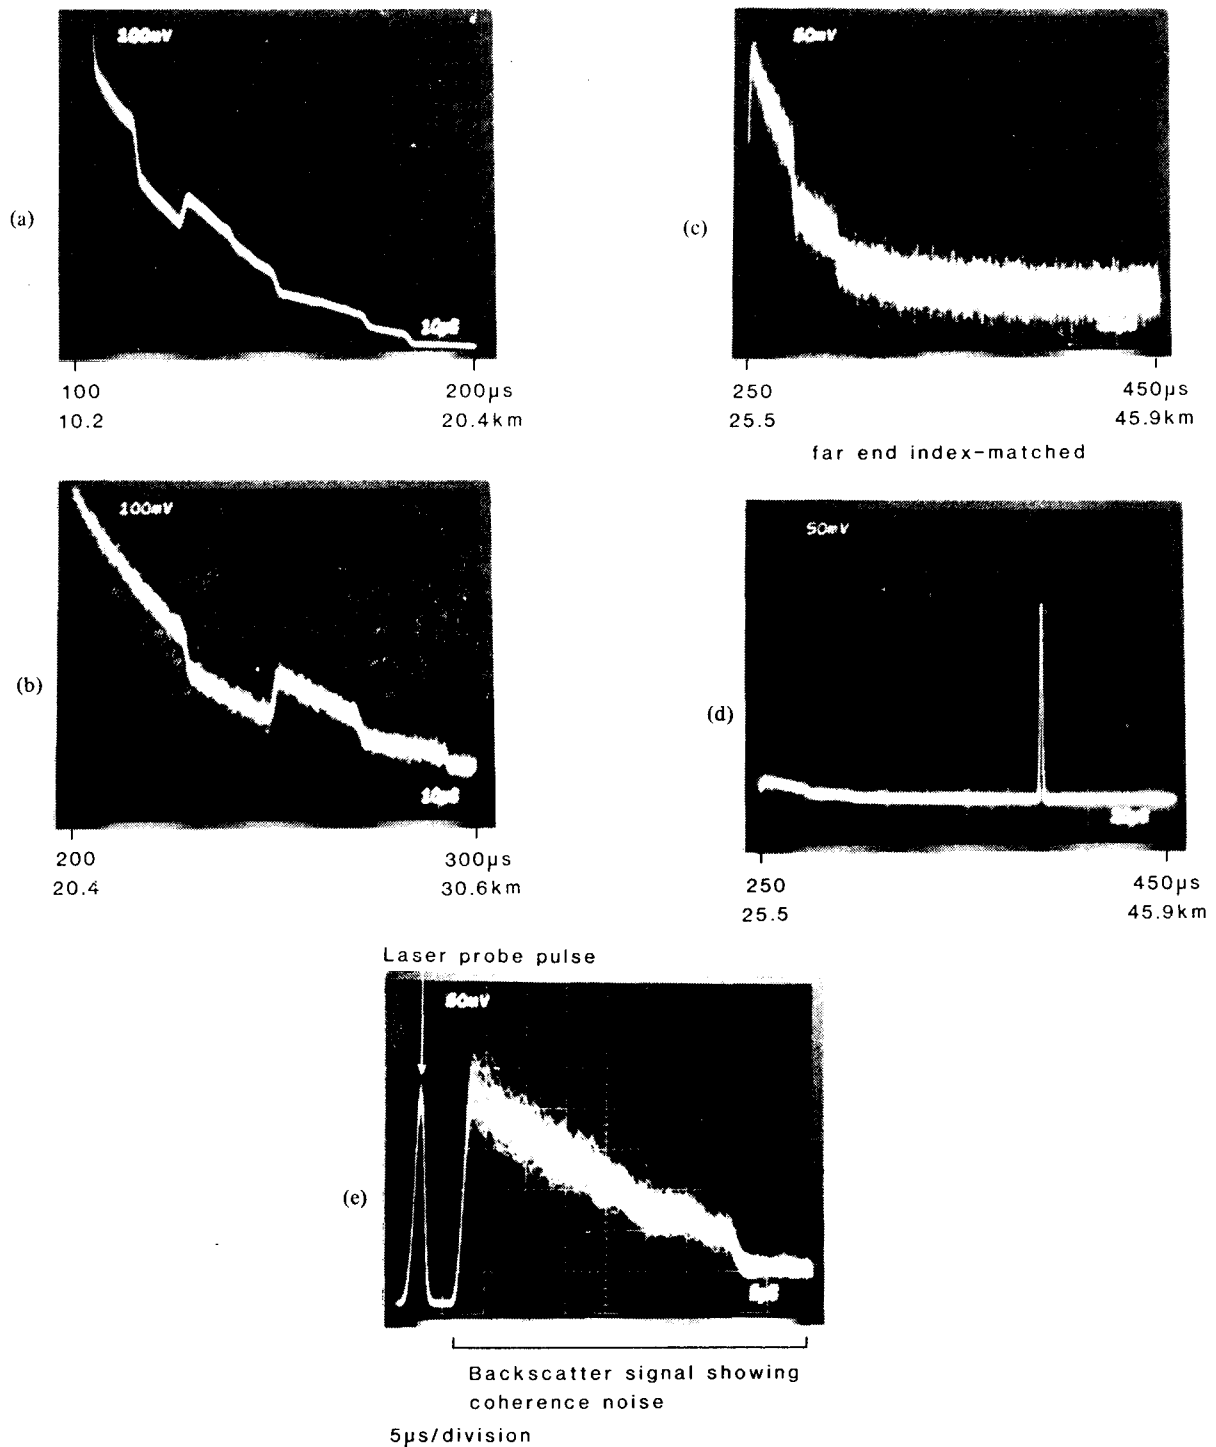 (a)
100mV
10µS
100 200µs
10.2 20.4km
(c)
50mV
250 450µs
25.5 45.9km
far end index-matched
(b)
100mV
10µS
200 300µs
20.4 30.6km
(d)
50mV
250 450µs
25.5 45.9km
Laser probe pulse
(e)
50mV
5µS
Backscatter signal showing
coherence noise
5µs/division